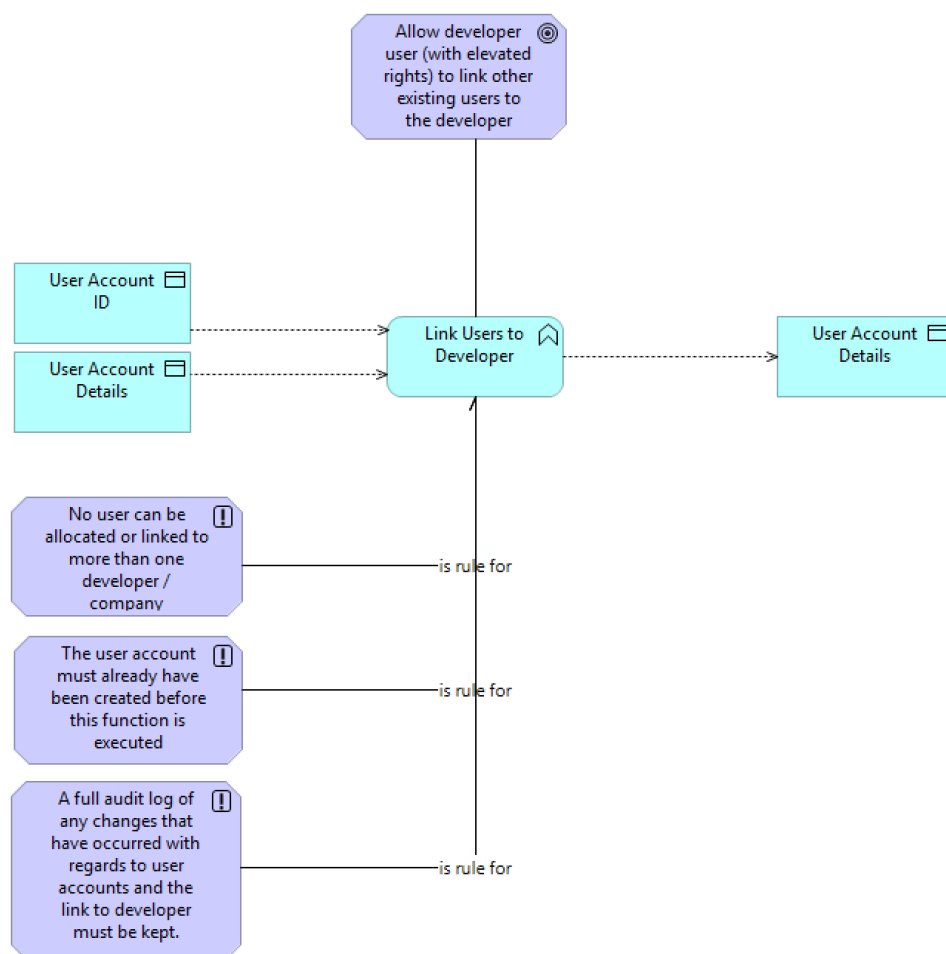 Allow developer
user (with elevated
rights) to link other
existing users to
the developer
User Account
ID
User Account
Details
Link Users to
Developer
User Account
Details
No user can be
allocated or linked to
more than one
developer /
company
is rule for
The user account
must already have
been created before
this function is
executed
is rule for
A full audit log of
any changes that
have occurred with
regards to user
accounts and the
link to developer
must be kept.
is rule for